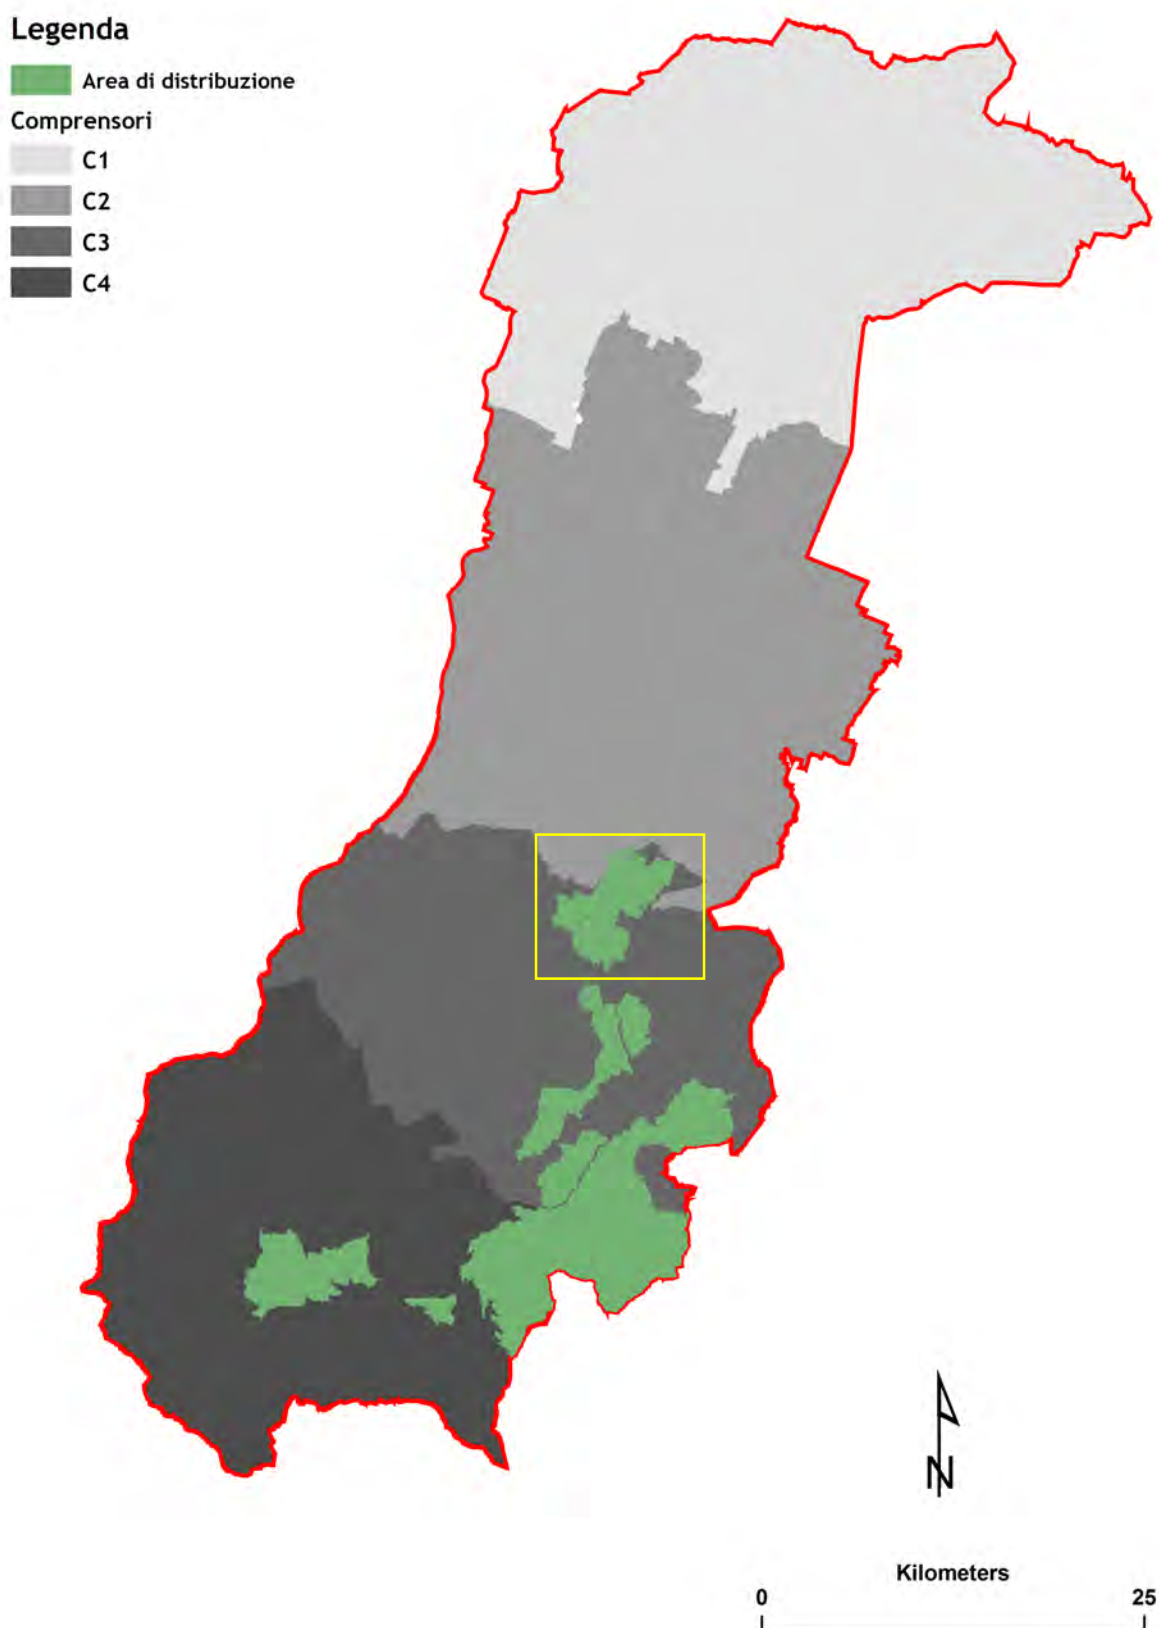 Legenda
Area di distribuzione
Comprensori
C1
C2
C3
C4
N
Kilometers
0 25